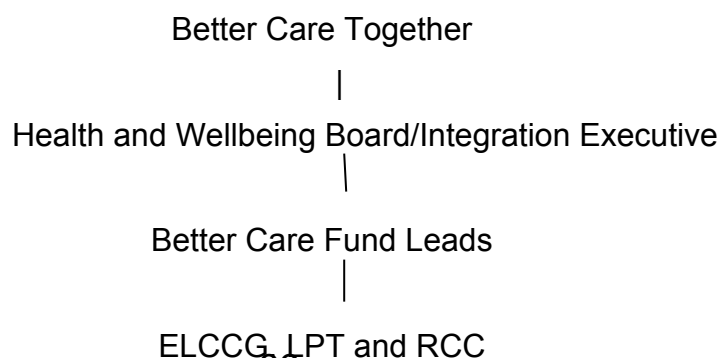 Better Care Together
Health and Wellbeing Board/Integration Executive
Better Care Fund Leads
ELCCG, LPT and RCC